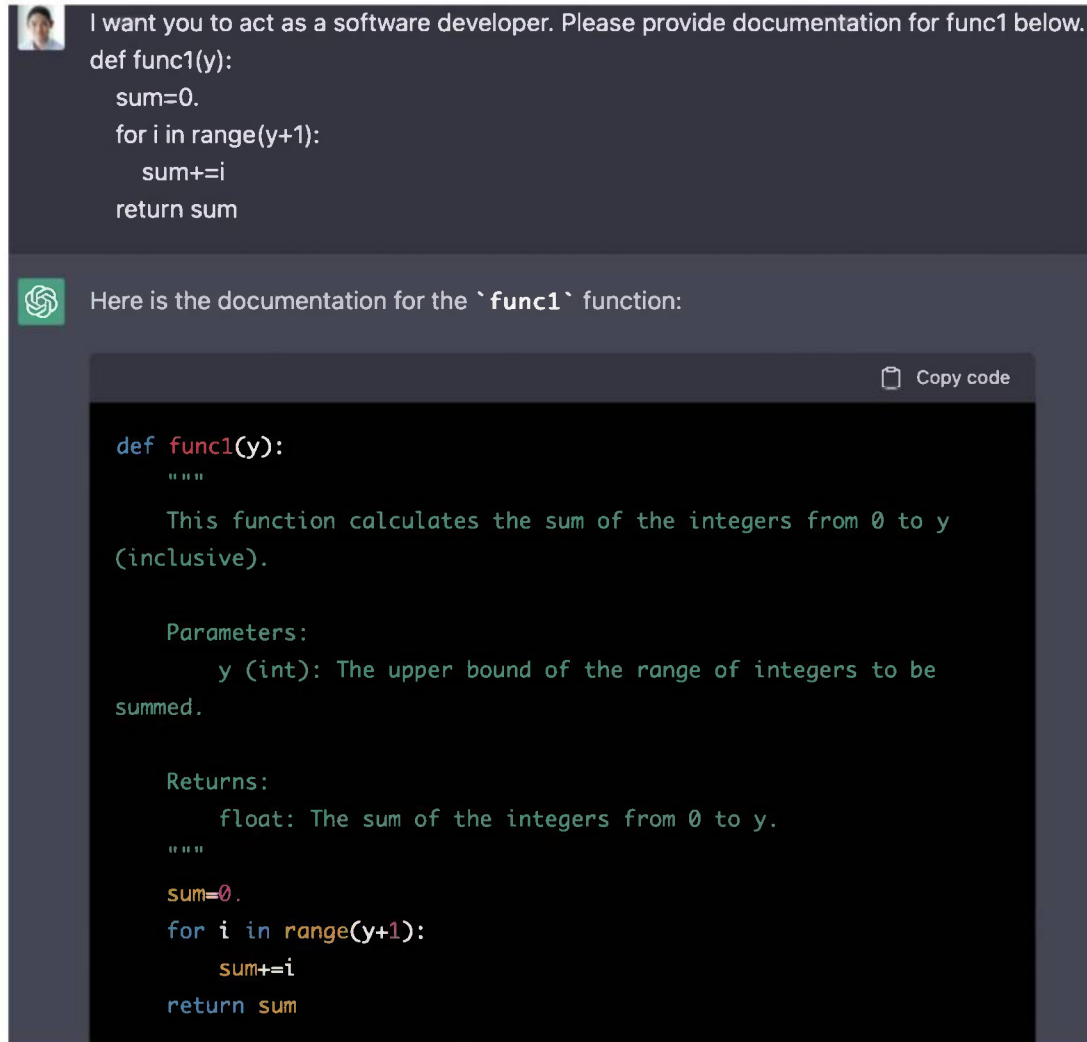 I want you to act as a software developer. Please provide documentation for func1 below.
def func1(y):
  sum=0.
  for i in range(y+1):
    sum+=i
  return sum
Here is the documentation for the `func1` function:
Copy code
def func1(y):
    """
    This function calculates the sum of the integers from 0 to y
(inclusive).
    Parameters:
        y (int): The upper bound of the range of integers to be
summed.
    Returns:
        float: The sum of the integers from 0 to y.
    """
    sum=0.
    for i in range(y+1):
        sum+=i
    return sum